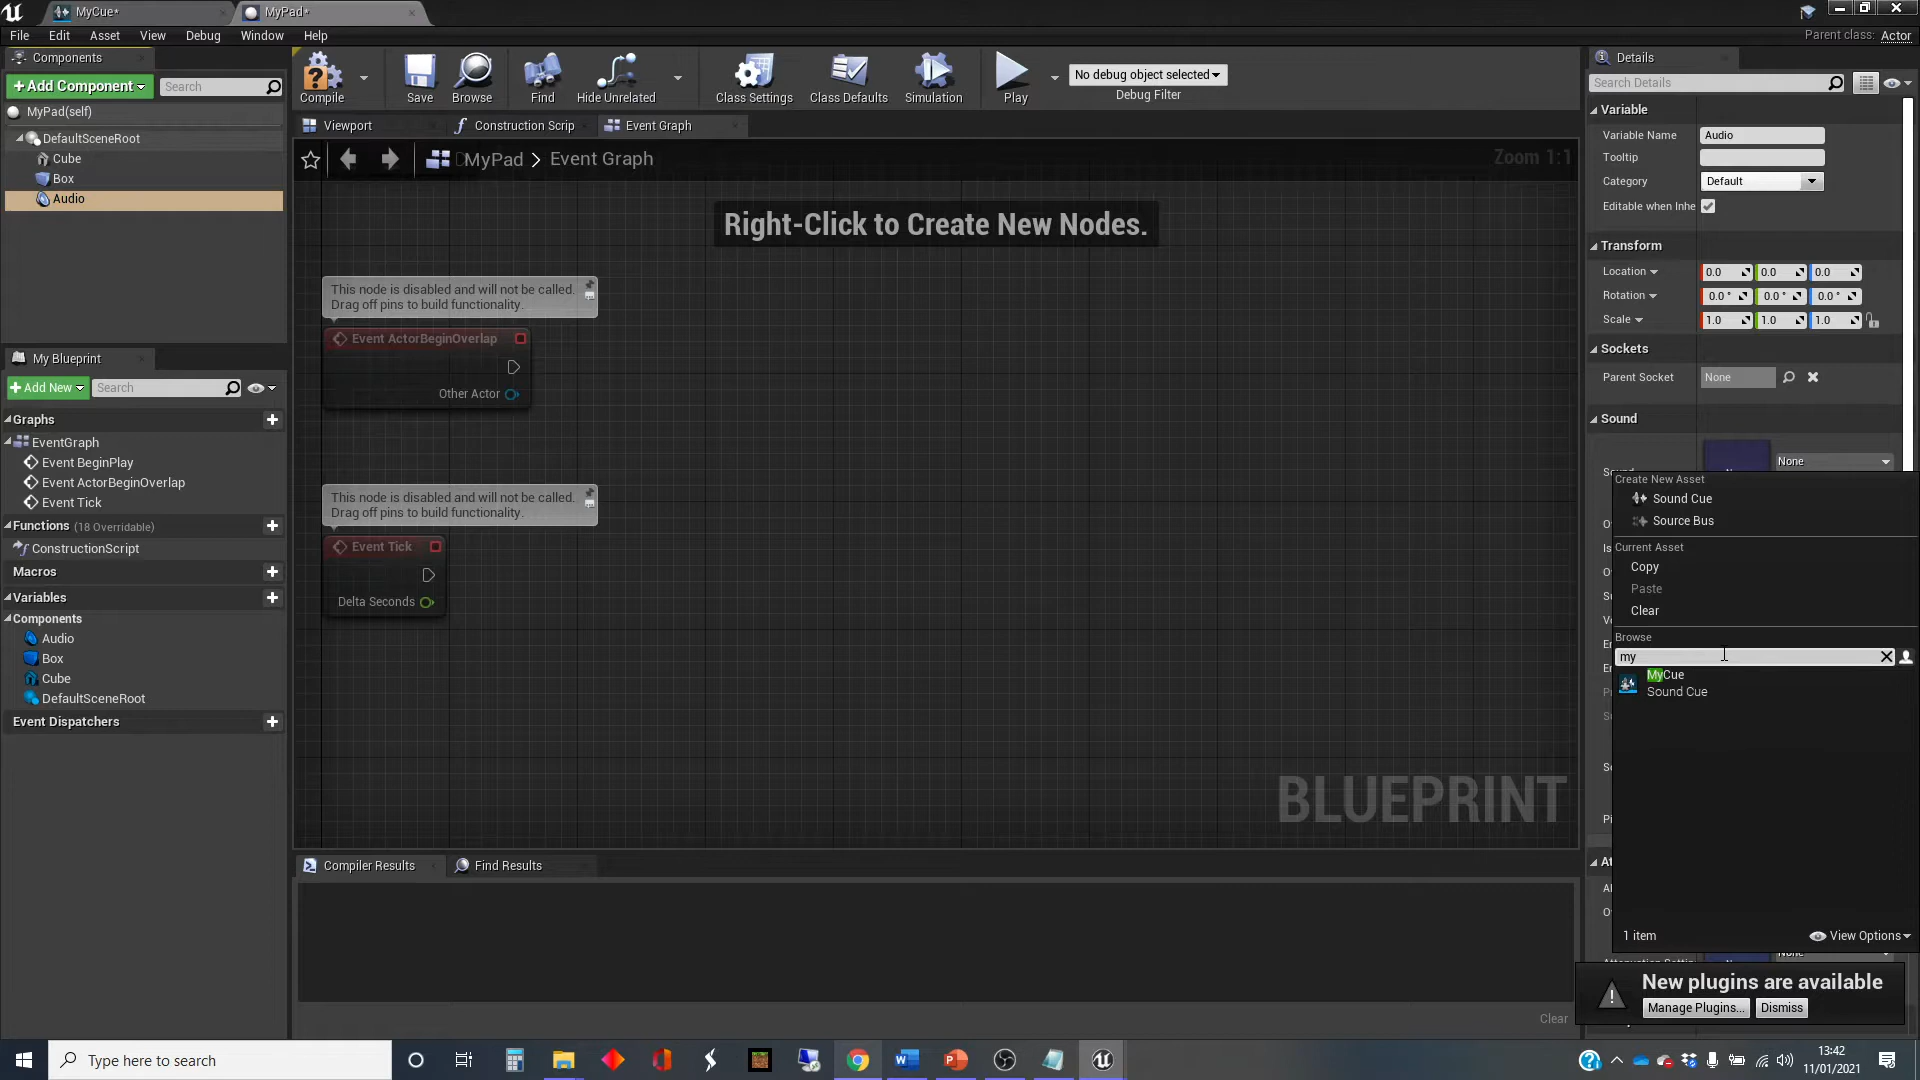 MyCue*
MyPad*
File Edit Asset View Debug Window Help
Parent class: Actor
Components
+Add Component
Search
MyPad(self)
DefaultSceneRoot
Cube
Box
Audio
Compile
Save
Browse
Find
Hide Unrelated
Class Settings
Class Defaults
Simulation
Play
No debug object selected
Debug Filter
Viewport
Construction Scrip
Event Graph
MyPad > Event Graph
Zoom 1:1
Right-Click to Create New Nodes.
This node is disabled and will not be called.
Drag off pins to build functionality.
Event ActorBeginOverlap
Other Actor
This node is disabled and will not be called.
Drag off pins to build functionality.
Event Tick
Delta Seconds
BLUEPRINT
My Blueprint
+Add New
Search
Graphs
EventGraph
Event BeginPlay
Event ActorBeginOverlap
Event Tick
Functions (18 Overridable)
ConstructionScript
Macros
Variables
Components
Audio
Box
Cube
DefaultSceneRoot
Event Dispatchers
Compiler Results
Find Results
Clear
Details
Search Details
Variable
Variable Name Audio
Tooltip
Category Default
Editable when Inhe
Transform
Location 0.0 0.0 0.0
Rotation 0.0 ° 0.0 ° 0.0 °
Scale 1.0 1.0 1.0
Sockets
Parent Socket None
Sound
None
Create New Asset
Sound Cue
Source Bus
Current Asset
Copy
Paste
Clear
Browse
my
MyCue
Sound Cue
1 item
View Options
New plugins are available
Manage Plugins...
Dismiss
Type here to search
13:42
11/01/2021